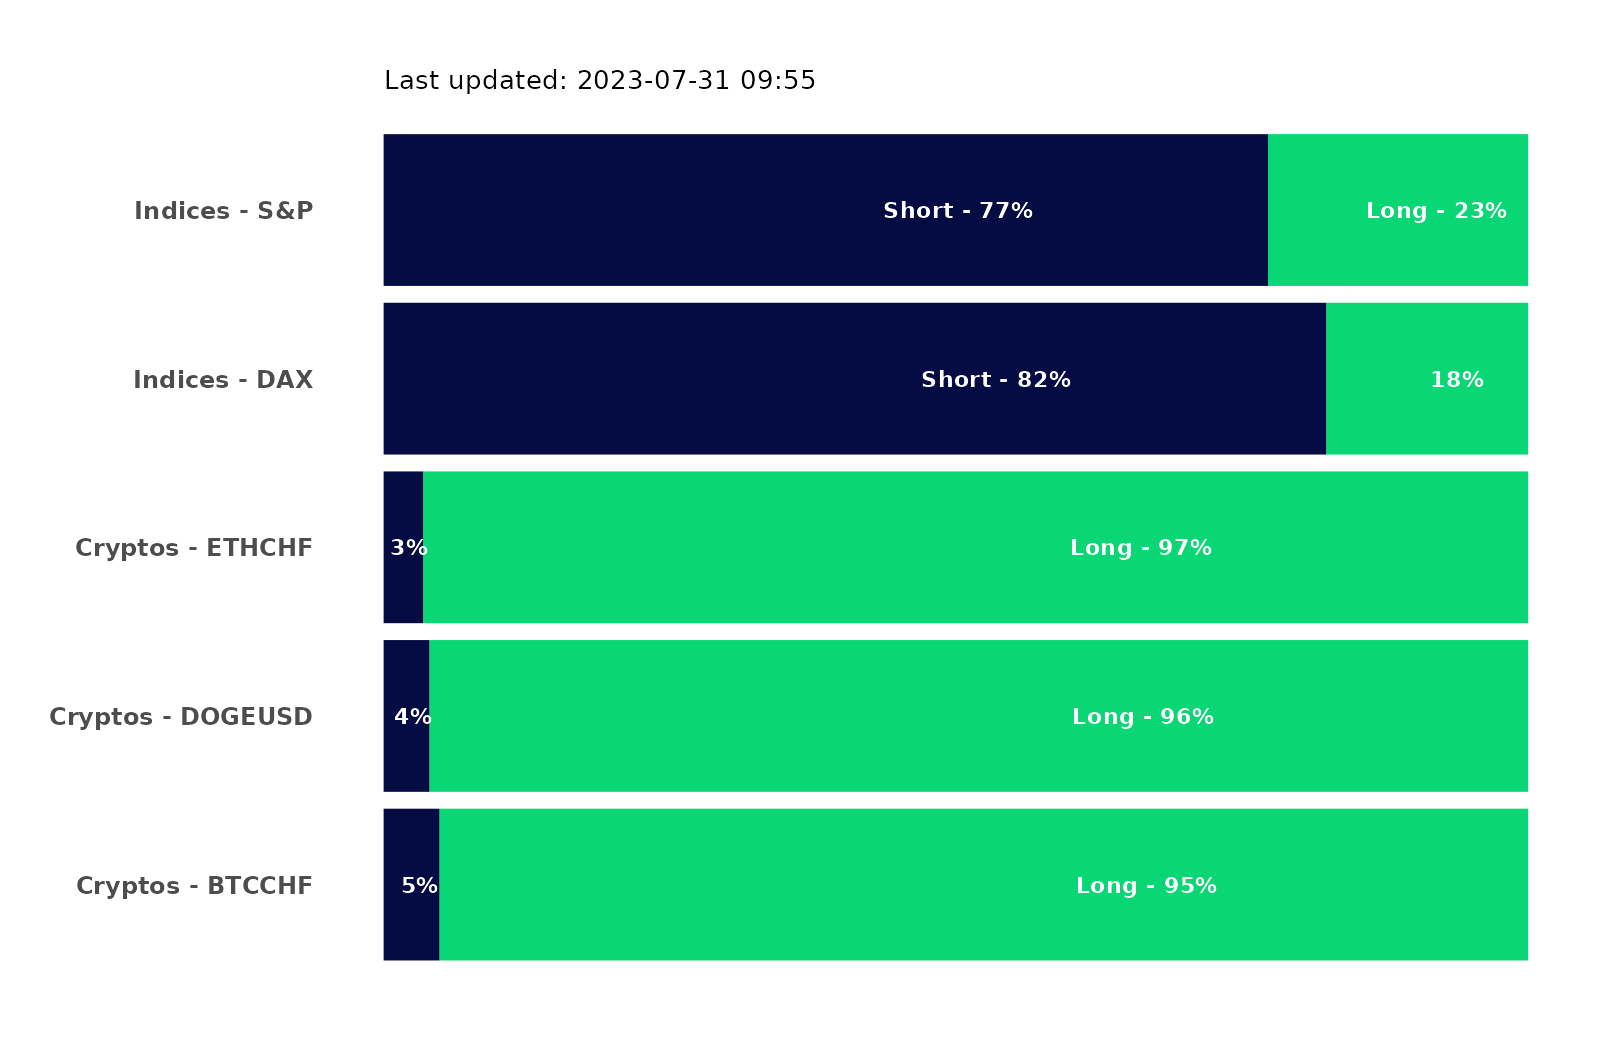 Last updated: 2023-07-31 09:55
Indices - S&P Short - 77% Long - 23%
Indices - DAX Short - 82% 18%
Cryptos - ETHCHF 3% Long - 97%
Cryptos - DOGEUSD 4% Long - 96%
Cryptos - BTCCHF 5% Long - 95%